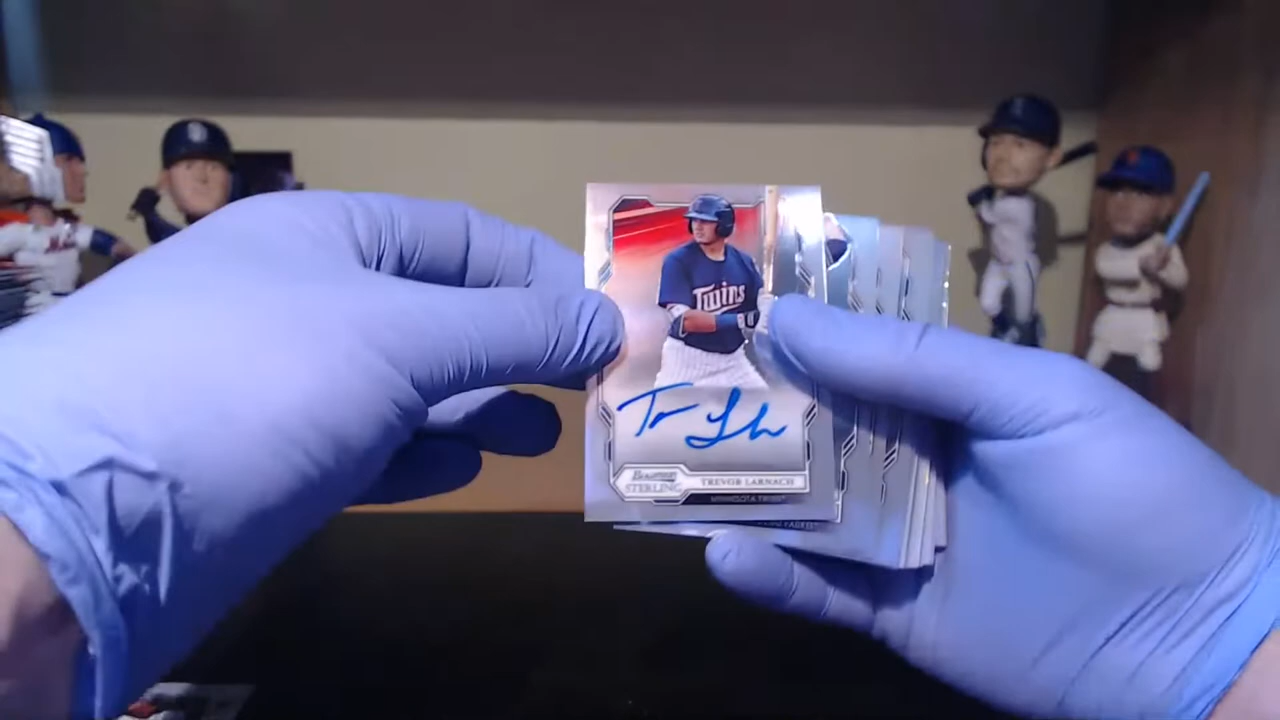 Twins
Bowman
STERLING
TREVOR LARNACH
MINNESOTA TWINS